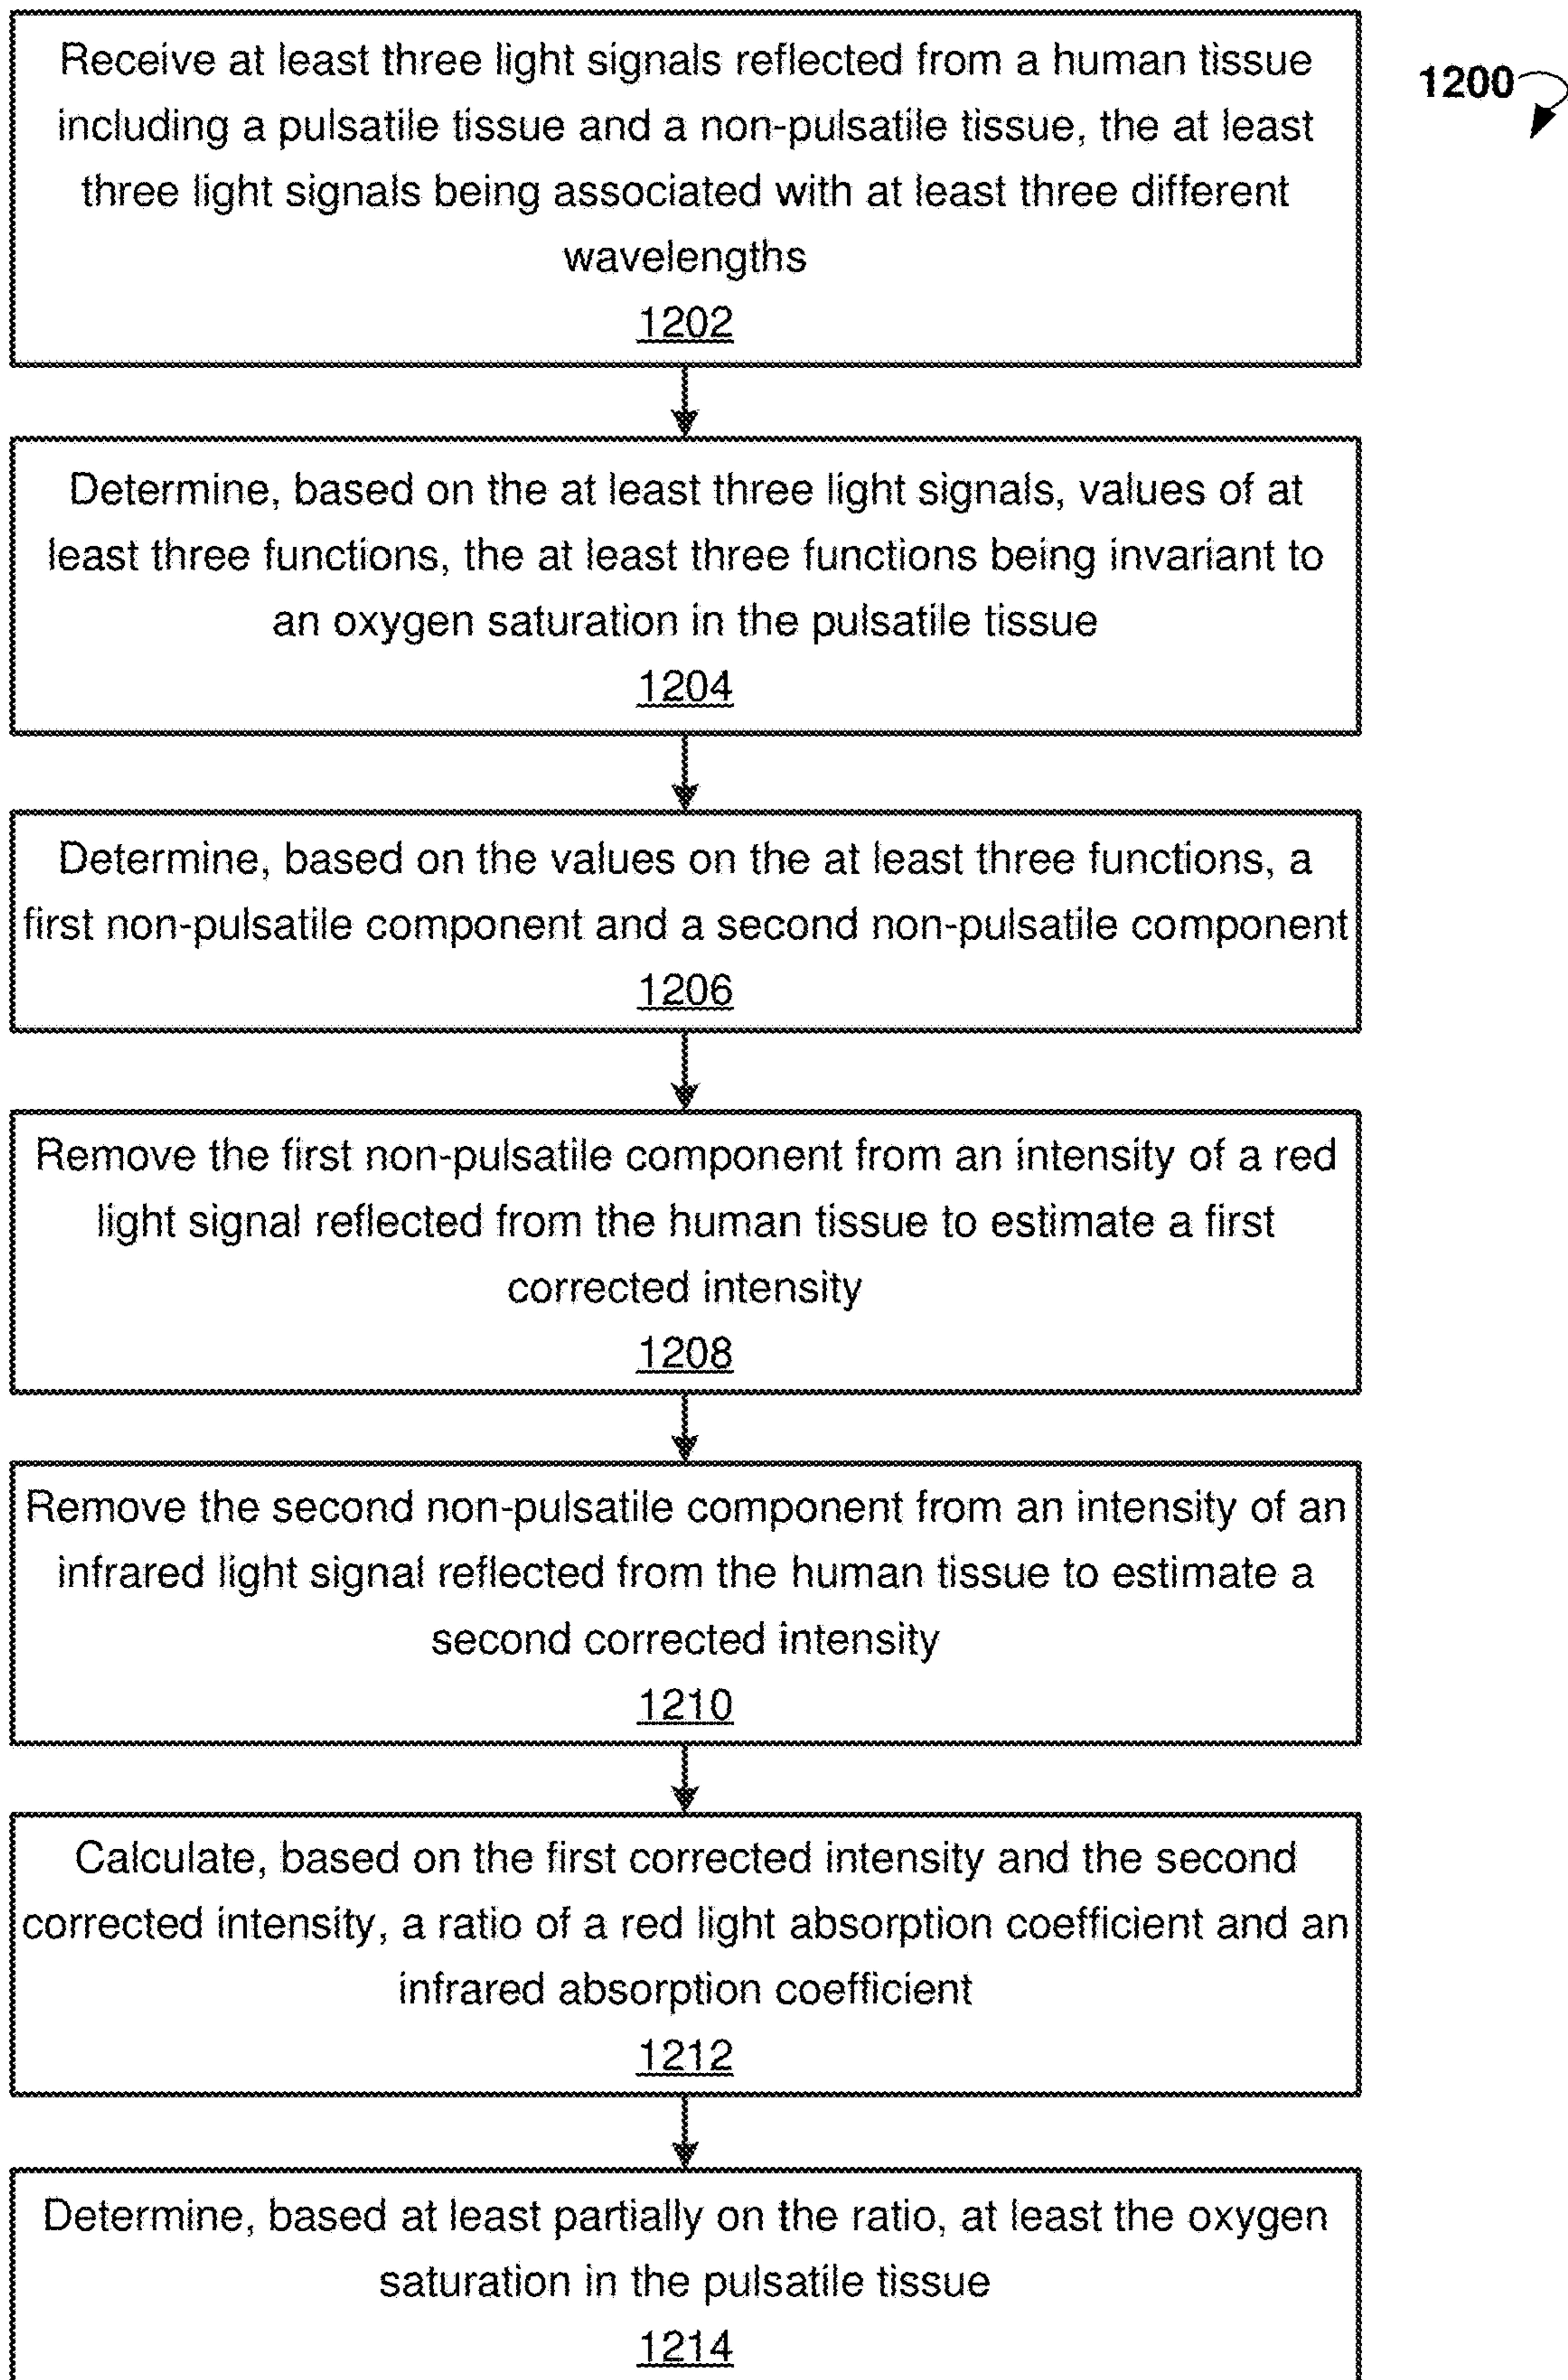 1200
Receive at least three light signals reflected from a human tissue
including a pulsatile tissue and a non-pulsatile tissue, the at least
three light signals being associated with at least three different
wavelengths
1202
Determine, based on the at least three light signals, values of at
least three functions, the at least three functions being invariant to
an oxygen saturation in the pulsatile tissue
1204
Determine, based on the values on the at least three functions, a
first non-pulsatile component and a second non-pulsatile component
1206
Remove the first non-pulsatile component from an intensity of a red
light signal reflected from the human tissue to estimate a first
corrected intensity
1208
Remove the second non-pulsatile component from an intensity of an
infrared light signal reflected from the human tissue to estimate a
second corrected intensity
1210
Calculate, based on the first corrected intensity and the second
corrected intensity, a ratio of a red light absorption coefficient and an
infrared absorption coefficient
1212
Determine, based at least partially on the ratio, at least the oxygen
saturation in the pulsatile tissue
1214